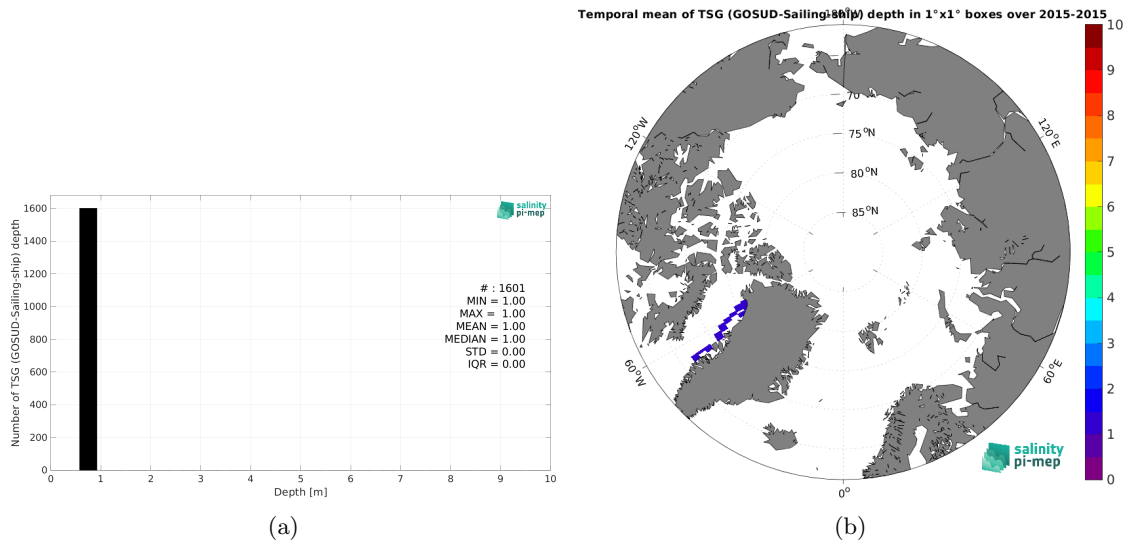 1600
1400
1200
1000
800
600
400
200
0
Number of TSG (GOSUD-Sailing-ship) depth
salinity
pi-mep
# : 1601
MIN = 1.00
MAX = 1.00
MEAN = 1.00
MEDIAN = 1.00
STD = 0.00
IQR = 0.00
0 1 2 3 4 5 6 7 8 9 10
Depth [m]
(a)
Temporal mean of TSG (GOSUD-Sailing-ship) depth in 1°x1° boxes over 2015-2015
180°W
120°W
120°E
60°W
60°E
0°
70
75°N
80°N
85°N
salinity
pi-mep
10
9
8
7
6
5
4
3
2
1
0
(b)